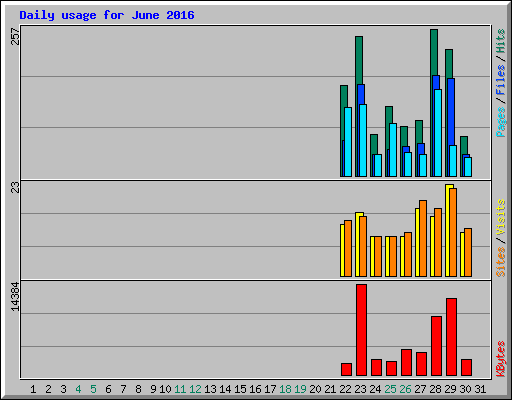 Daily usage for June 2016
257
Pages / Files / Hits
23
Sites / Visits
14384
KBytes
1 2 3 4 5 6 7 8 9 10 11 12 13 14 15 16 17 18 19 20 21 22 23 24 25 26 27 28 29 30 31